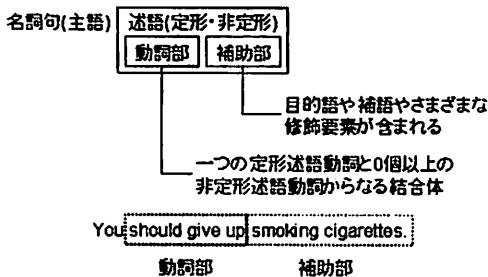 名詞句(主語) 述語(定形・非定形)
動詞部 補助部
目的語や補語やさまざまな
修飾要素が含まれる
一つの定形述語動詞と0個以上の
非定形述語動詞からなる結合体
You should give up smoking cigarettes.
動詞部 補助部